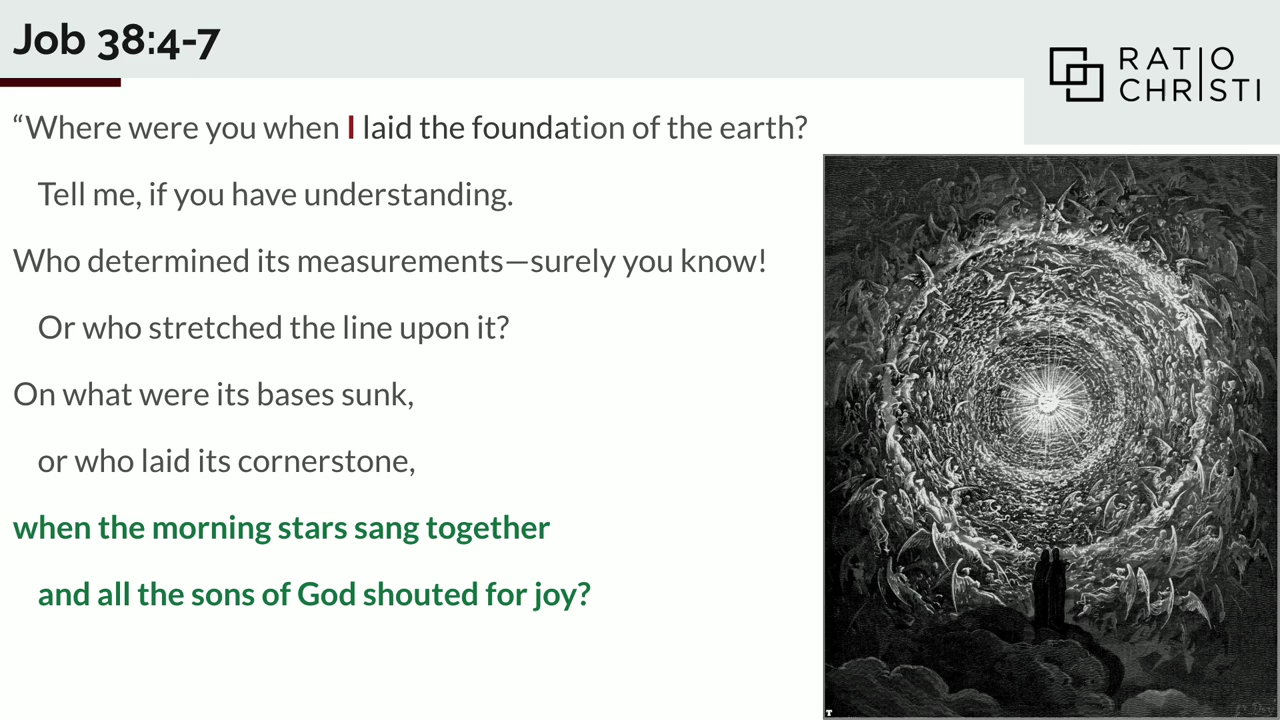 Job 38:4-7
RATIO
CHRISTI
“Where were you when I laid the foundation of the earth?
Tell me, if you have understanding.
Who determined its measurements—surely you know!
Or who stretched the line upon it?
On what were its bases sunk,
or who laid its cornerstone,
when the morning stars sang together
and all the sons of God shouted for joy?
T